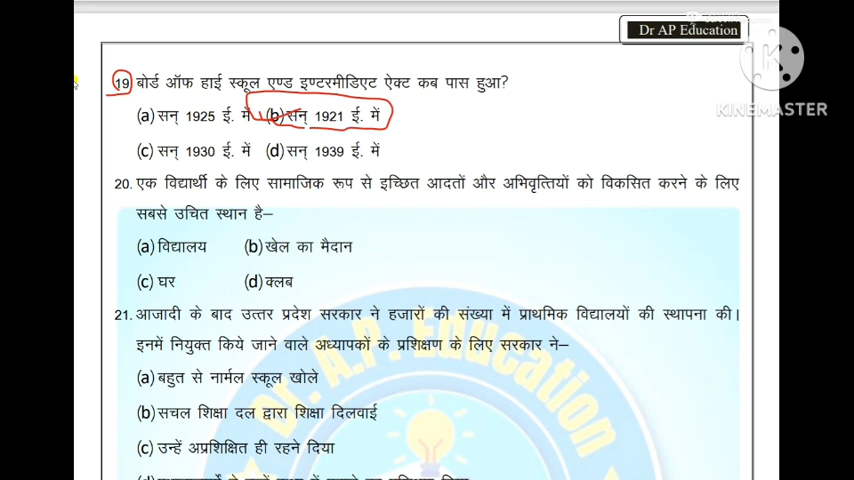 Dr AP Education
KINEMASTER
19 बोर्ड ऑफ हाई स्कूल एण्ड इण्टरमीडिएट ऐक्ट कब पास हुआ?
(a) सन् 1925 ई. में (b) सन् 1921 ई. में
(c) सन् 1930 ई. में (d) सन् 1939 ई. में
20. एक विद्यार्थी के लिए सामाजिक रूप से इच्छित आदतों और अभिवृत्तियों को विकसित करने के लिए
सबसे उचित स्थान है–
(a) विद्यालय (b) खेल का मैदान
(c) घर (d) क्लब
21. आजादी के बाद उत्तर प्रदेश सरकार ने हजारों की संख्या में प्राथमिक विद्यालयों की स्थापना की।
इनमें नियुक्त किये जाने वाले अध्यापकों के प्रशिक्षण के लिए सरकार ने–
(a) बहुत से नार्मल स्कूल खोले
(b) सचल शिक्षा दल द्वारा शिक्षा दिलवाई
(c) उन्हें अप्रशिक्षित ही रहने दिया
Dr. A.P. Education